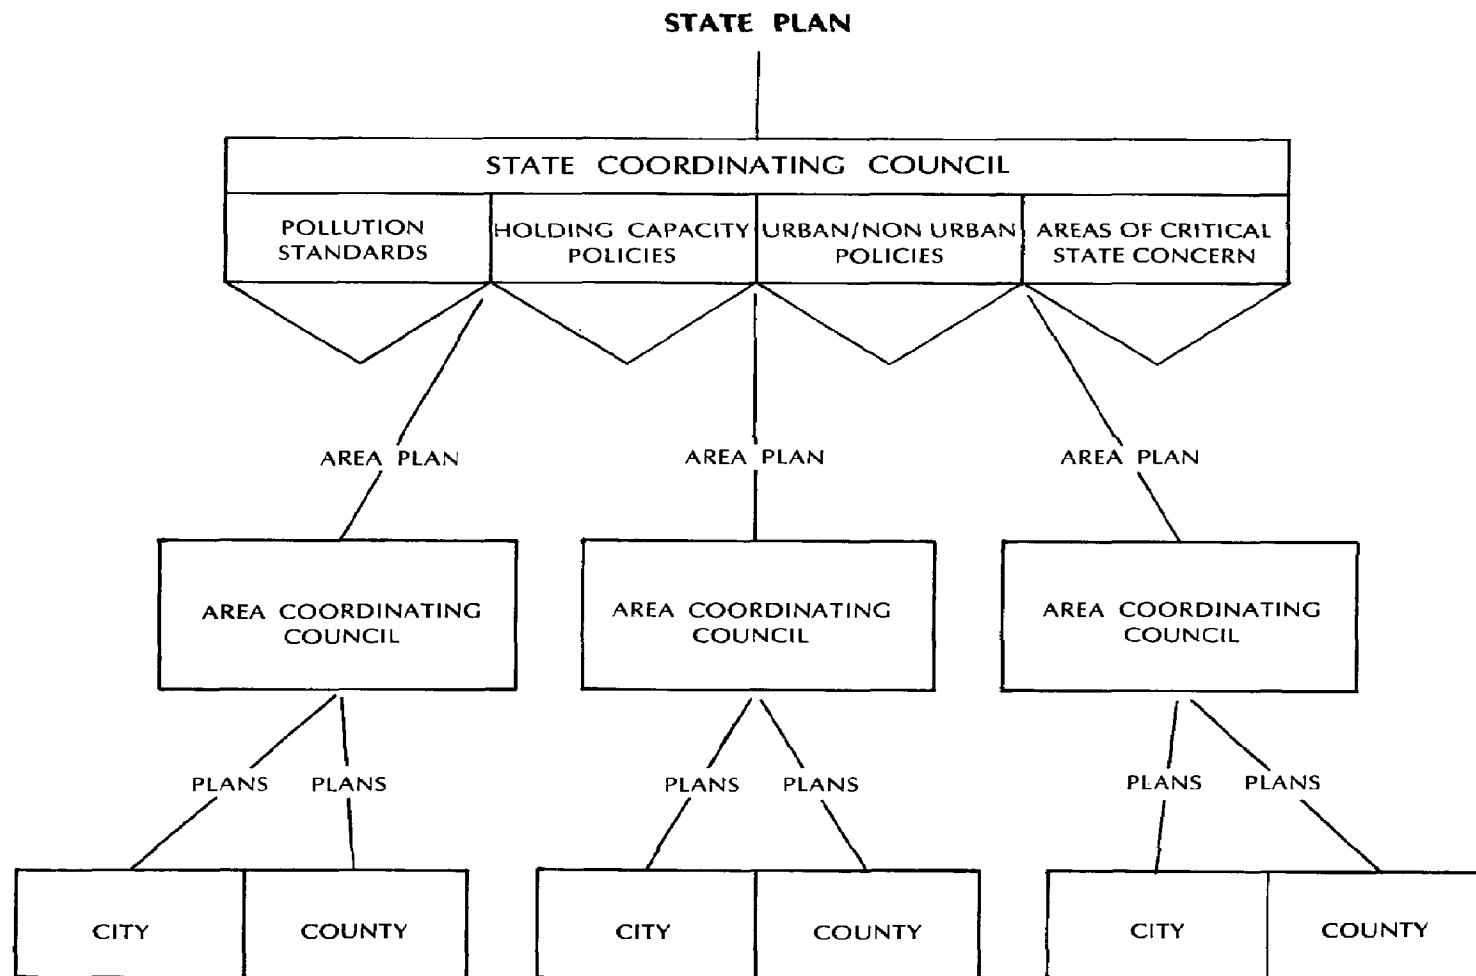 STATE PLAN
STATE COORDINATING COUNCIL
POLLUTION
STANDARDS
HOLDING CAPACITY
POLICIES
URBAN/NON URBAN
POLICIES
AREAS OF CRITICAL
STATE CONCERN
AREA PLAN
AREA PLAN
AREA PLAN
AREA COORDINATING
COUNCIL
AREA COORDINATING
COUNCIL
AREA COORDINATING
COUNCIL
PLANS
PLANS
PLANS
PLANS
PLANS
PLANS
CITY
COUNTY
CITY
COUNTY
CITY
COUNTY